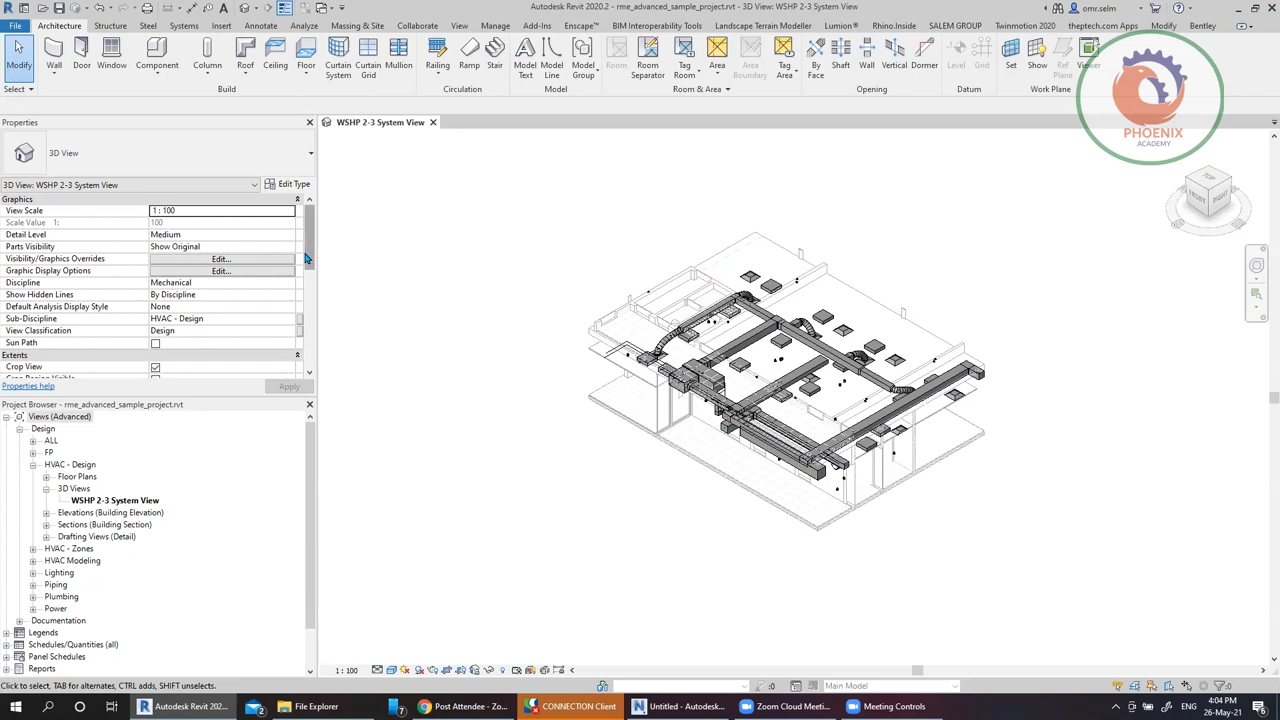 Autodesk Revit 2020.2 - rme_advanced_sample_project.rvt - 3D View: WSHP 2-3 System View
omr.selm
File Architecture Structure Steel Systems Insert Annotate Analyze Massing & Site Collaborate View Manage Add-Ins Enscape™ BIM Interoperability Tools Landscape Terrain Modeller Lumion® Rhino.Inside SALEM GROUP Twinmotion 2020 theptech.com Apps Modify Bentley
Modify Wall Door Window Component Column Roof Ceiling Floor Curtain System Curtain Grid Mullion Railing Ramp Stair Model Text Model Line Model Group Room Room Separator Tag Room Area Area Boundary Tag Area By Face Shaft Wall Vertical Dormer Level Grid Set Show Ref Plane Viewer
Select Build Circulation Model Room & Area Opening Datum Work Plane
PHOENIX
ACADEMY
Properties
WSHP 2-3 System View
3D View
3D View: WSHP 2-3 System View Edit Type
Graphics
View Scale 1 : 100
Scale Value 1: 100
Detail Level Medium
Parts Visibility Show Original
Visibility/Graphics Overrides Edit...
Graphic Display Options Edit...
Discipline Mechanical
Show Hidden Lines By Discipline
Default Analysis Display Style None
Sub-Discipline HVAC - Design
View Classification Design
Sun Path
Extents
Crop View
Properties help Apply
Project Browser - rme_advanced_sample_project.rvt
Views (Advanced)
Design
ALL
FP
HVAC - Design
Floor Plans
3D Views
WSHP 2-3 System View
Elevations (Building Elevation)
Sections (Building Section)
Drafting Views (Detail)
HVAC - Zones
HVAC Modeling
Lighting
Piping
Plumbing
Power
Documentation
Legends
Schedules/Quantities (all)
Panel Schedules
Reports
TOP
FRONT
RIGHT
1 : 100
Click to select, TAB for alternates, CTRL adds, SHIFT unselects.
:0 Main Model :0
Autodesk Revit 202... 2 File Explorer 7 Post Attendee - Zo... CONNECTION Client Untitled - Autodesk... Zoom Cloud Meeti... Meeting Controls
4:04 PM
26-May-21